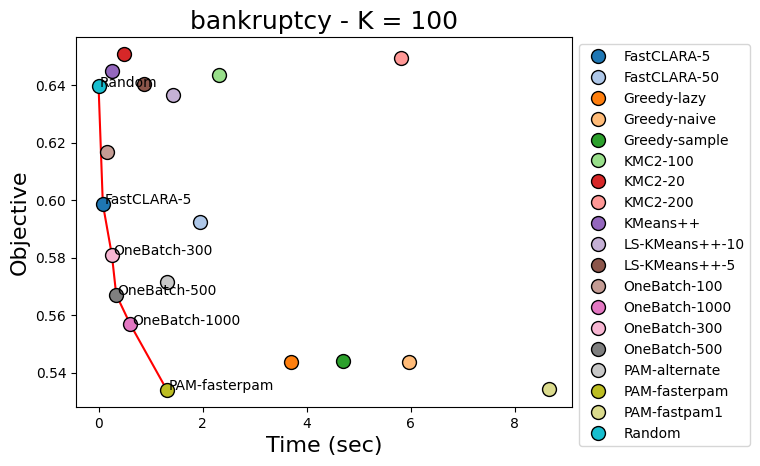 bankruptcy - K = 100
Objective
0.64
0.62
0.60
0.58
0.56
0.54
Random
FastCLARA-5
OneBatch-300
OneBatch-500
OneBatch-1000
PAM-fasterpam
0
2
4
6
8
Time (sec)
FastCLARA-5
FastCLARA-50
Greedy-lazy
Greedy-naive
Greedy-sample
KMC2-100
KMC2-20
KMC2-200
KMeans++
LS-KMeans++-10
LS-KMeans++-5
OneBatch-100
OneBatch-1000
OneBatch-300
OneBatch-500
PAM-alternate
PAM-fasterpam
PAM-fastpam1
Random